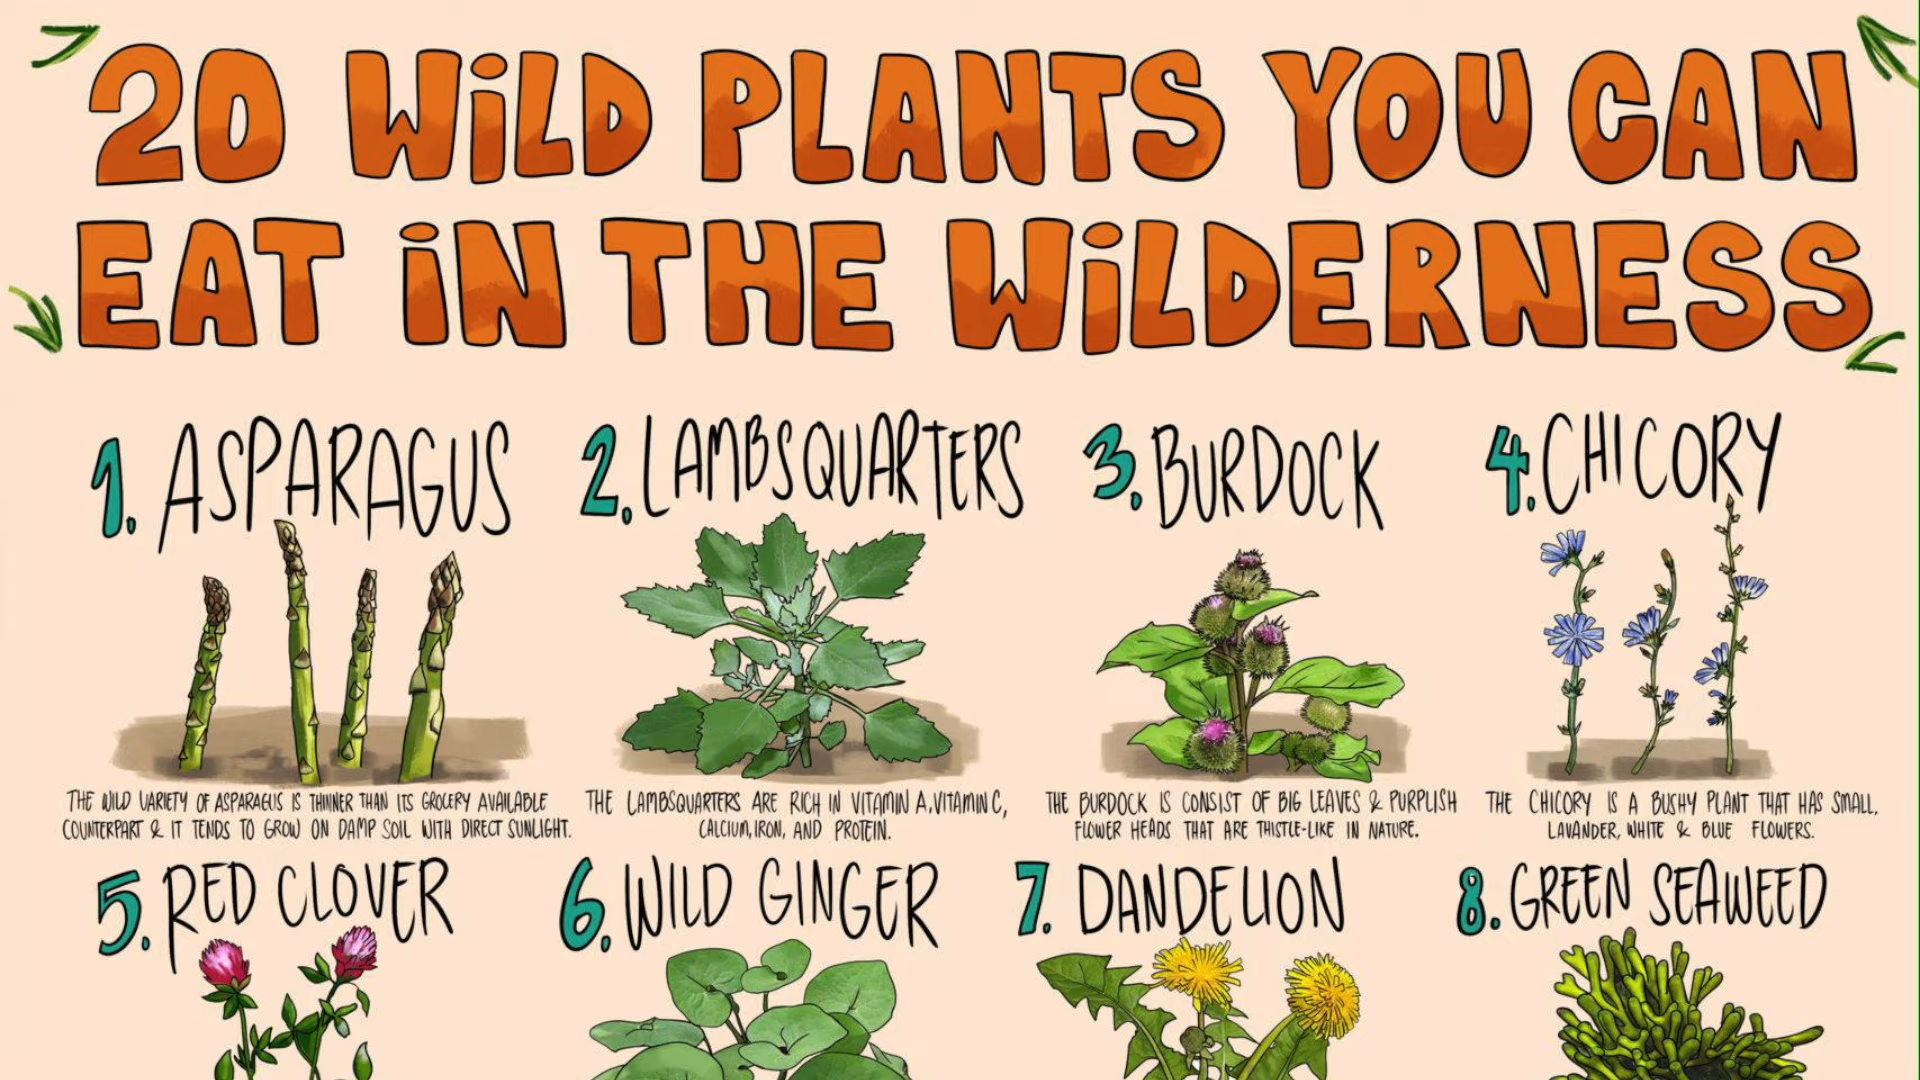 20 WiLD PLANTS YOU CAN
EAT iN THE WiLDERNESS
1. ASPARAGUS
2. LAMBSQUARTERS
3. BURDOCK
4. CHICORY
THE WILD VARIETY OF ASPARAGUS IS THINNER THAN ITS GROCERY AVAILABLE
COUNTERPART & IT TENDS TO GROW ON DAMP SOIL WITH DIRECT SUNLIGHT.
THE LAMBSQUARTERS ARE RICH IN VITAMIN A, VITAMIN C,
CALCIUM, IRON, AND PROTEIN.
THE BURDOCK IS CONSIST OF BIG LEAVES & PURPLISH
FLOWER HEADS THAT ARE THISTLE-LIKE IN NATURE.
THE CHICORY IS A BUSHY PLANT THAT HAS SMALL,
LAVANDER, WHITE & BLUE FLOWERS.
5. RED CLOVER
6. WILD GINGER
7. DANDELION
8. GREEN SEAWEED